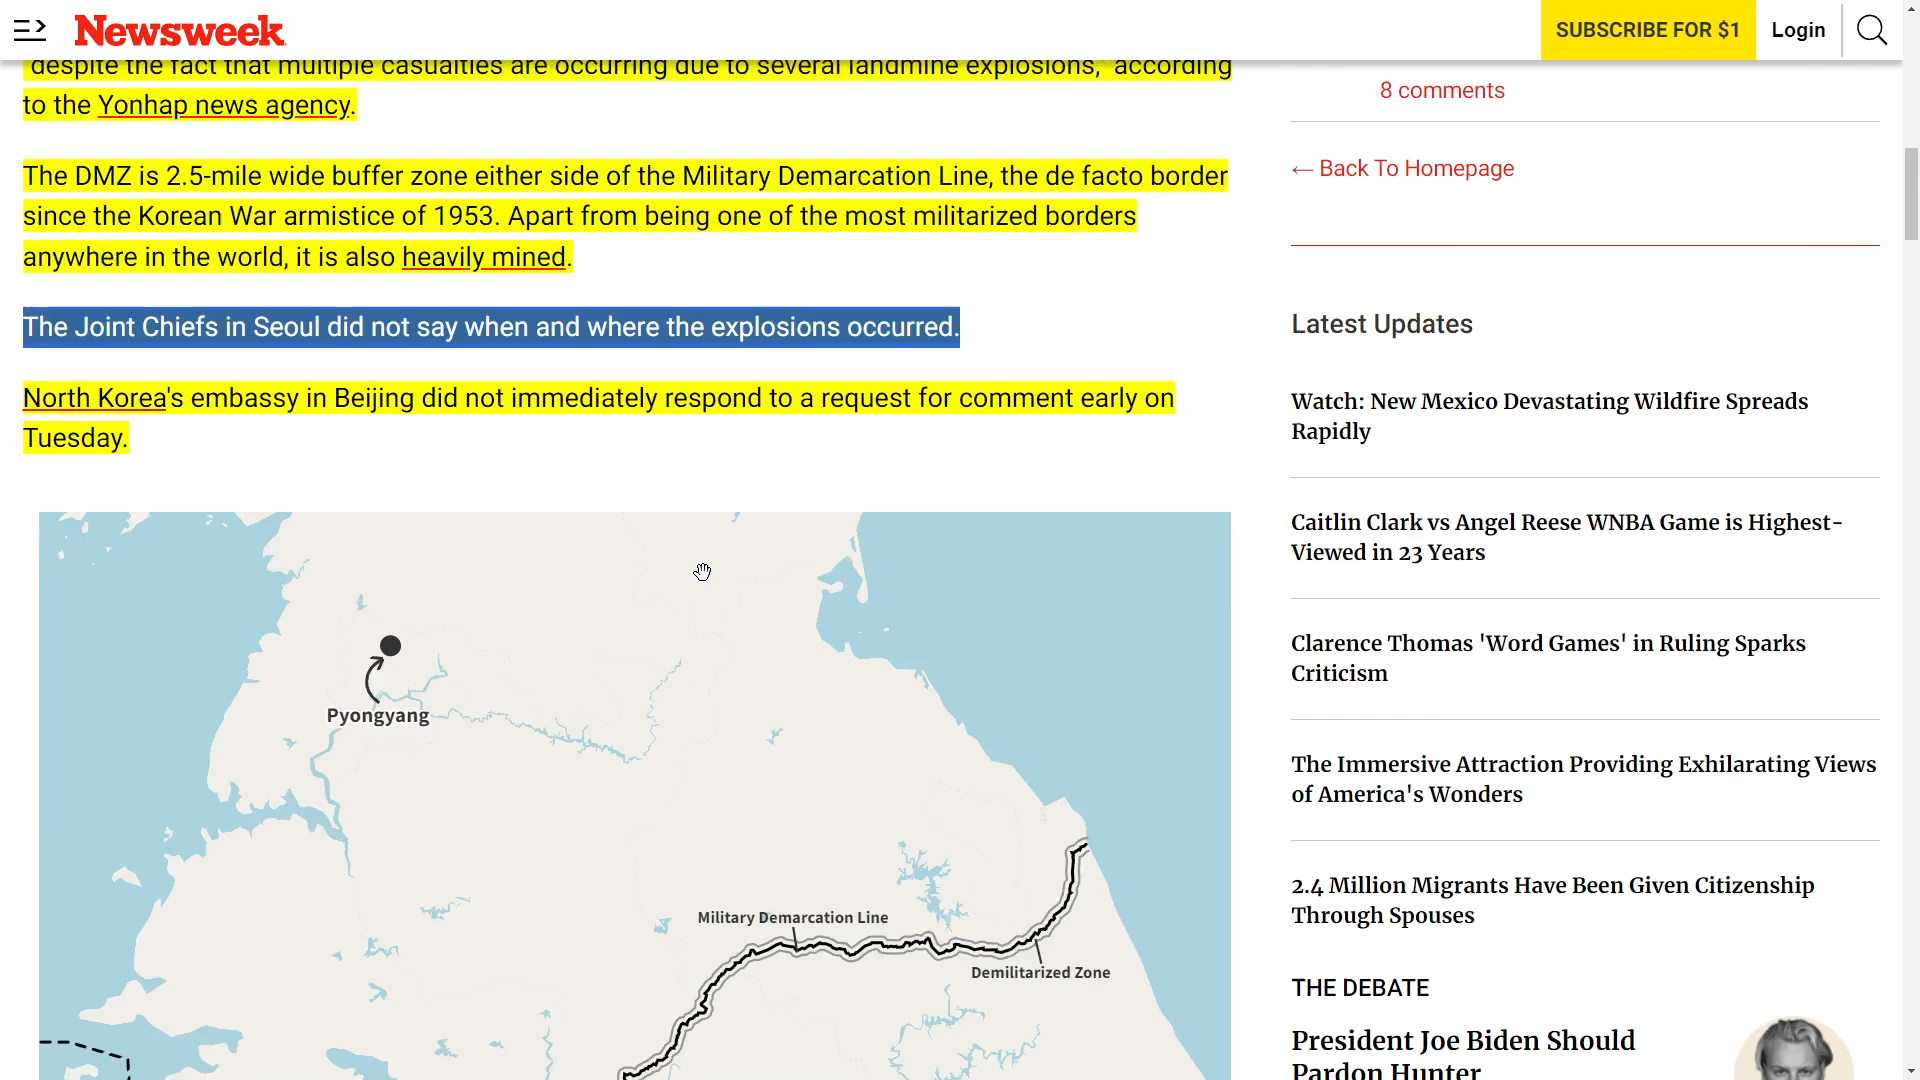 Newsweek
SUBSCRIBE FOR $1
Login
despite the fact that multiple casualties are occurring due to several landmine explosions," according
to the Yonhap news agency.
The DMZ is 2.5-mile wide buffer zone either side of the Military Demarcation Line, the de facto border
since the Korean War armistice of 1953. Apart from being one of the most militarized borders
anywhere in the world, it is also heavily mined.
The Joint Chiefs in Seoul did not say when and where the explosions occurred.
North Korea's embassy in Beijing did not immediately respond to a request for comment early on
Tuesday.
Pyongyang
Military Demarcation Line
Demilitarized Zone
8 comments
← Back To Homepage
Latest Updates
Watch: New Mexico Devastating Wildfire Spreads
Rapidly
Caitlin Clark vs Angel Reese WNBA Game is Highest-
Viewed in 23 Years
Clarence Thomas 'Word Games' in Ruling Sparks
Criticism
The Immersive Attraction Providing Exhilarating Views
of America's Wonders
2.4 Million Migrants Have Been Given Citizenship
Through Spouses
THE DEBATE
President Joe Biden Should
Pardon Hunter